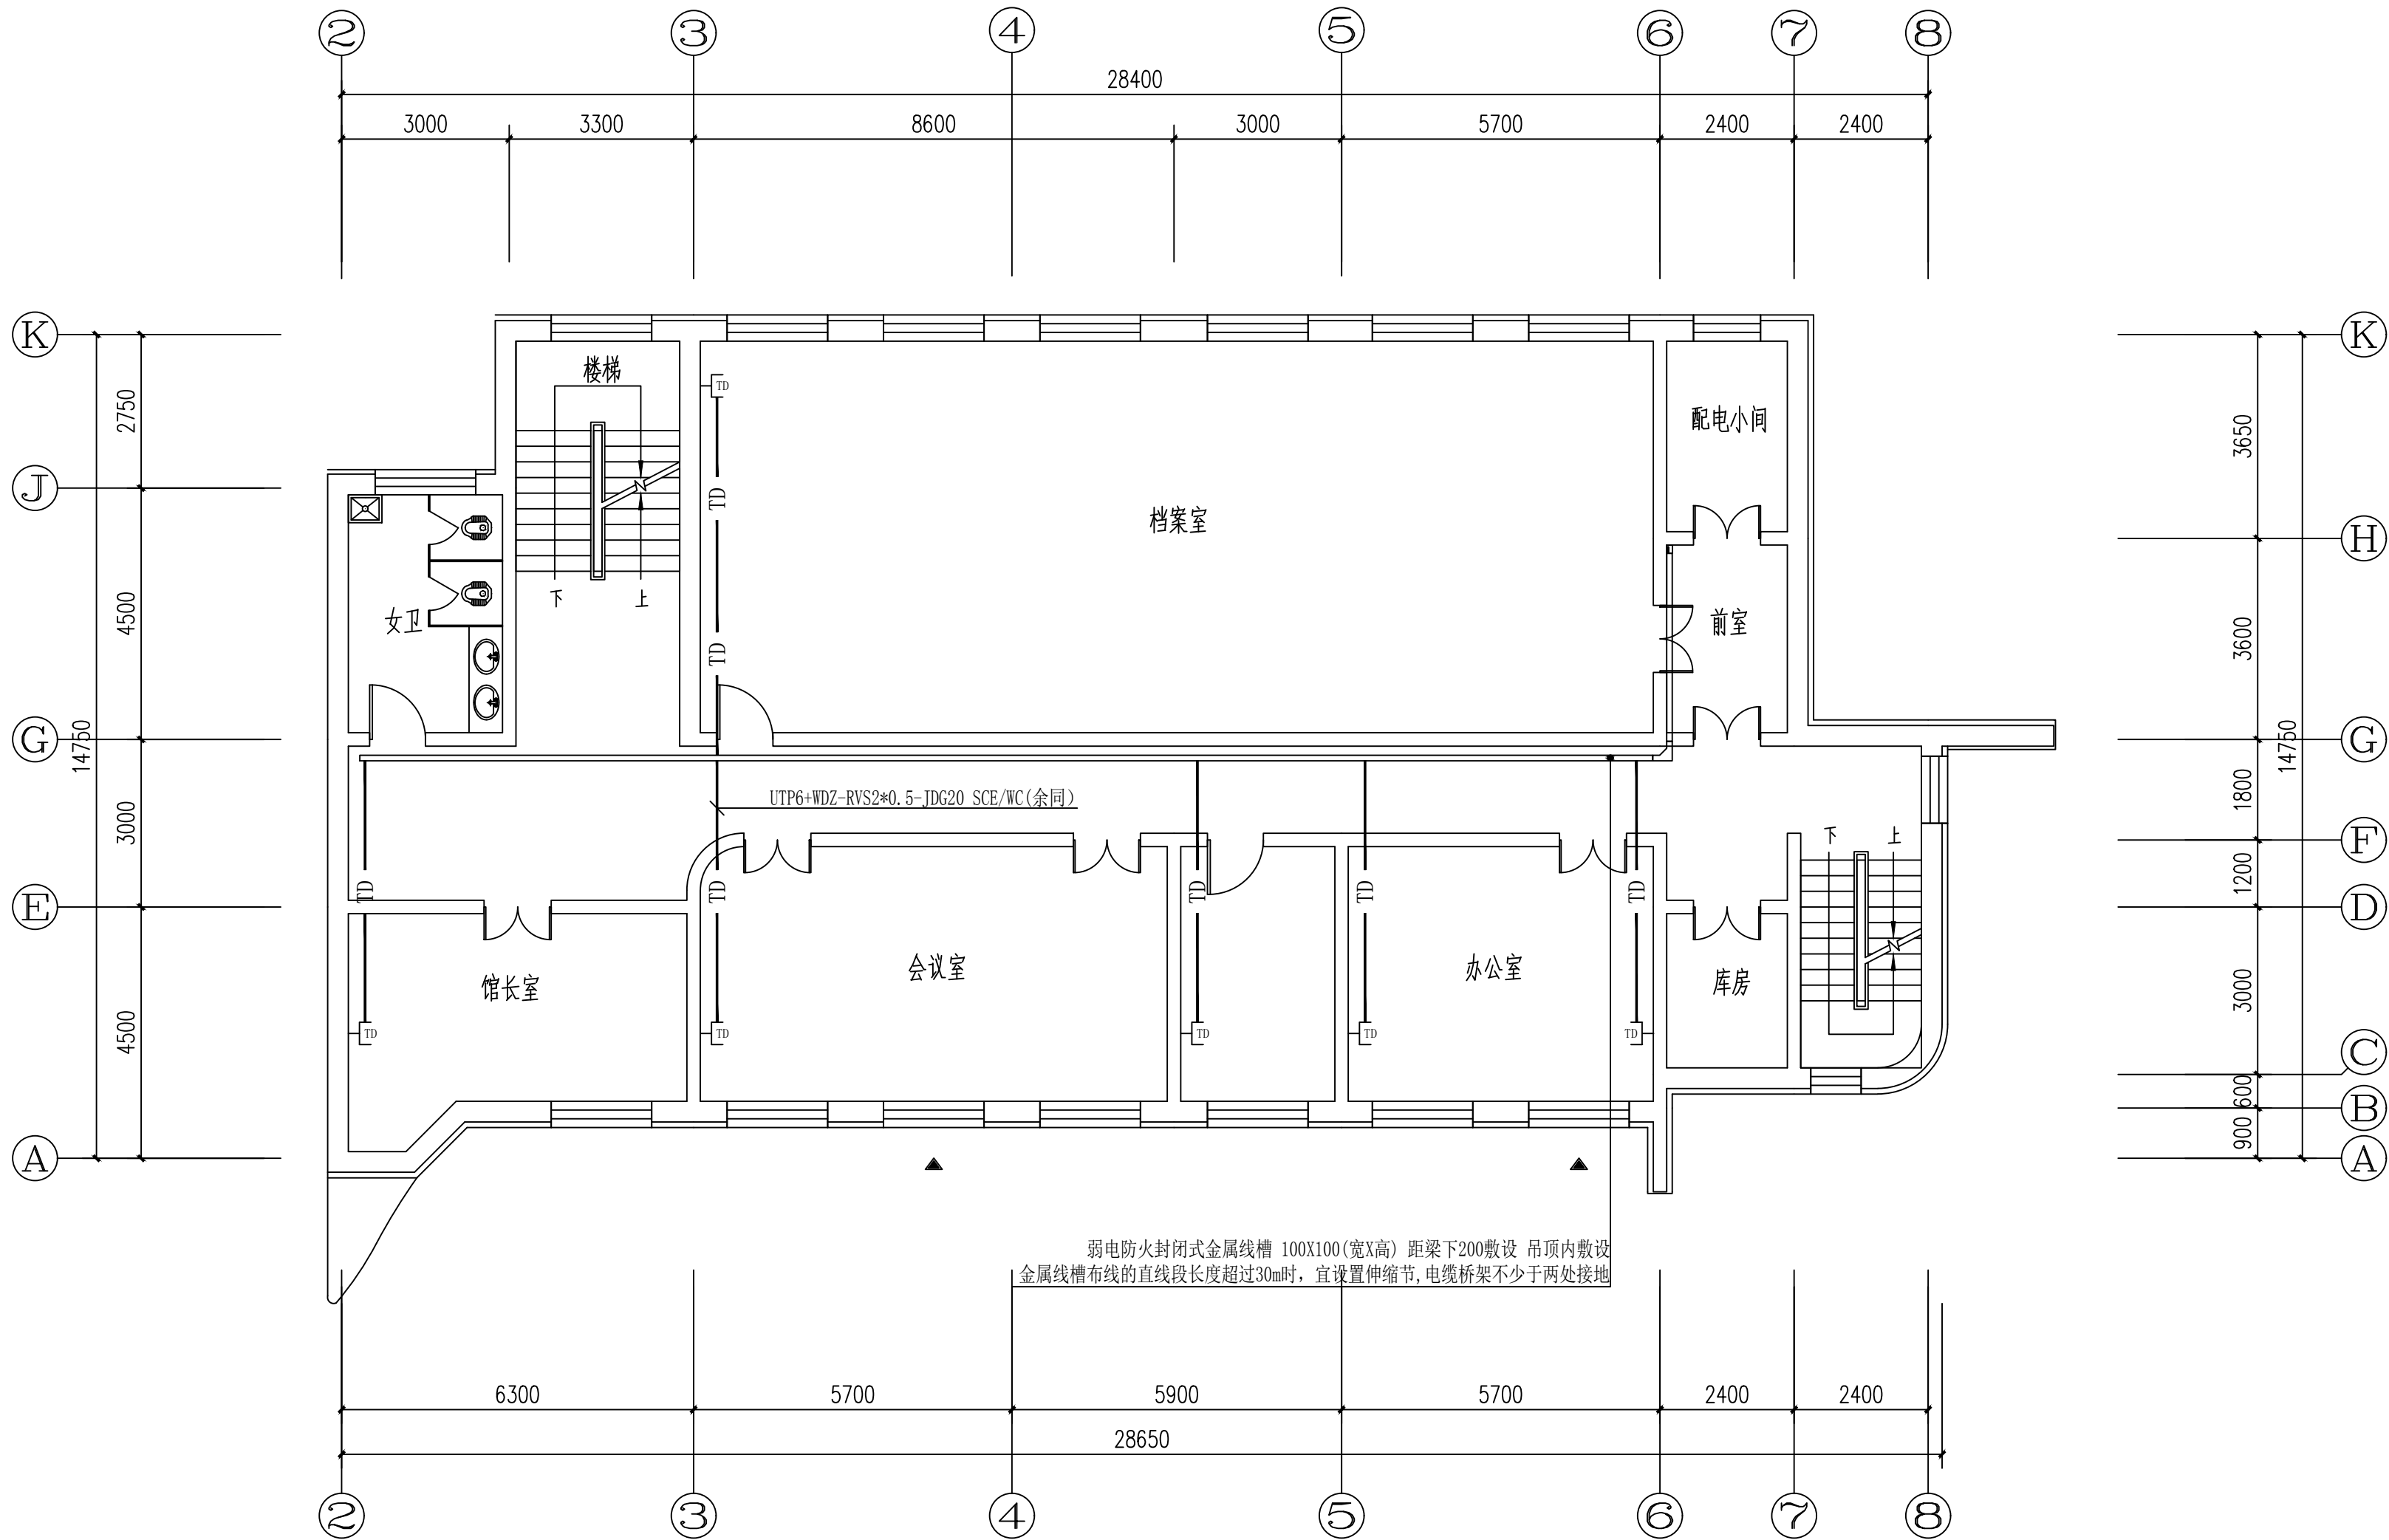 2 3 4 5 6 7 8
28400
3000 3300 8600 3000 5700 2400 2400
K K
2750
3650
楼梯
TD
配电小间
J
H
TD
档案室
4500
3600
下 上
女卫
前室
TD
G G
14750
14750
1800
3000
UTP6+WDZ-RVS2*0.5-JDG20 SCE/WC(余同)
下 上
F
1200
TD TD TD TD TD
E D
会议室
办公室
馆长室
库房
3000
4500
TD TD TD TD TD
C
600
B
900
A A
弱电防火封闭式金属线槽 100X100(宽X高) 距梁下200敷设 吊顶内敷设
金属线槽布线的直线段长度超过30m时，宜设置伸缩节,电缆桥架不少于两处接地
6300 5700 5900 5700 2400 2400
28650
2 3 4 5 6 7 8